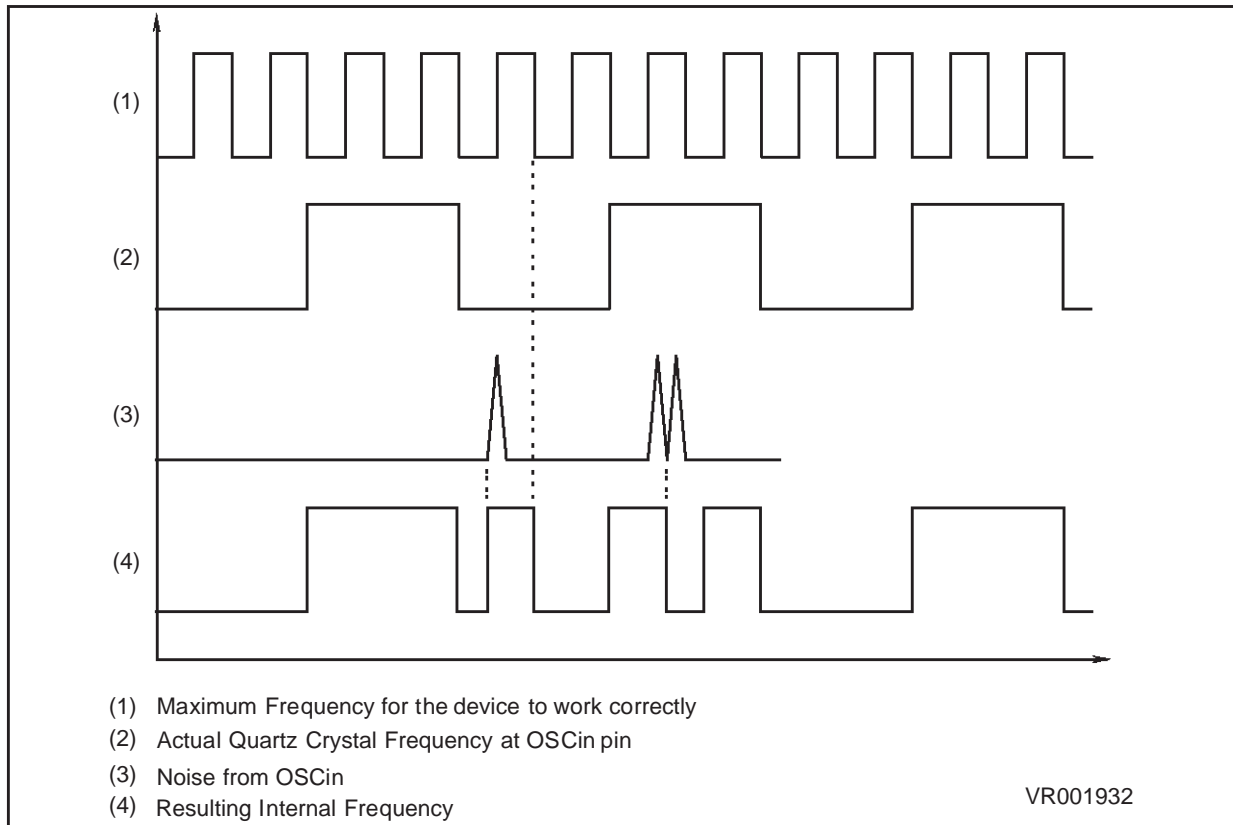 (1)
(2)
(3)
(4)
(1) Maximum Frequency for the device to work correctly
(2) Actual Quartz Crystal Frequency at OSCin pin
(3) Noise from OSCin
(4) Resulting Internal Frequency
VR001932